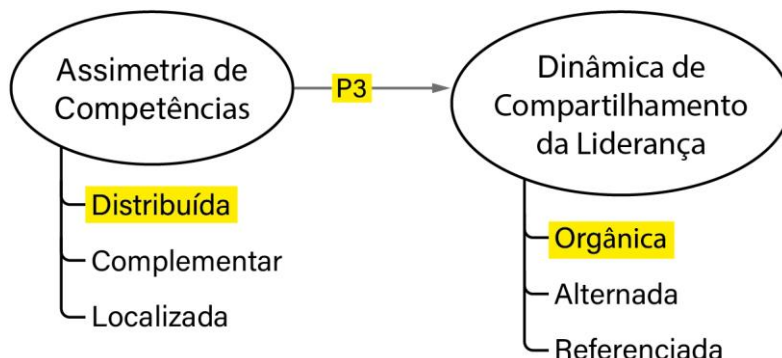 Assimetria de
Competências
P3
Dinâmica de
Compartilhamento
da Liderança
Distribuída
Complementar
Localizada
Orgânica
Alternada
Referenciada